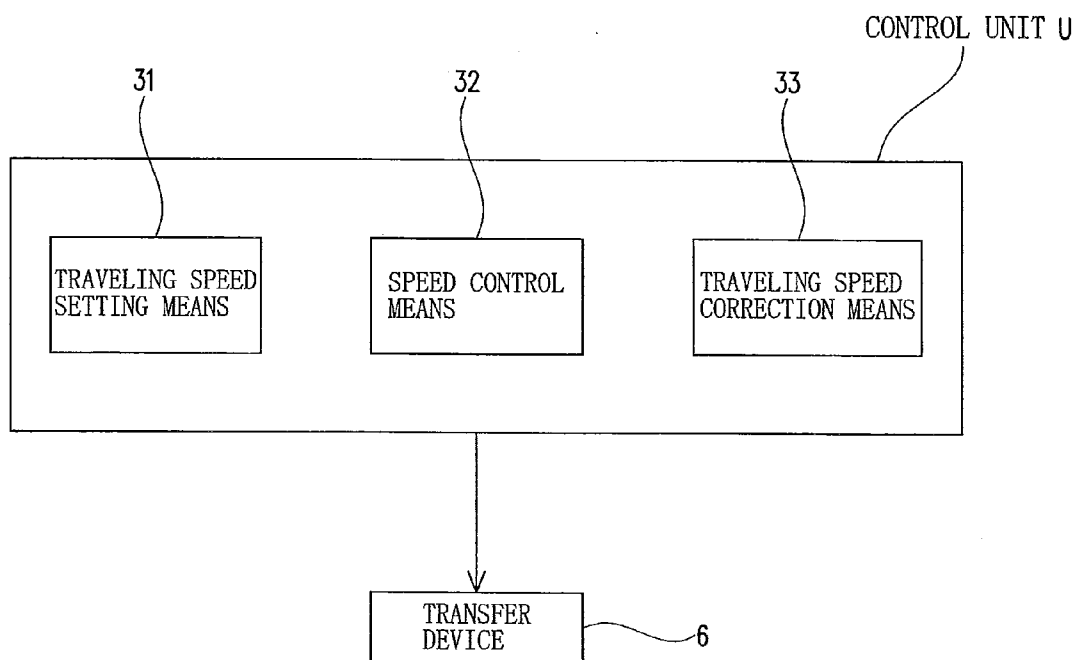 CONTROL UNIT U
31
32
33
TRAVELING SPEED
SETTING MEANS
SPEED CONTROL
MEANS
TRAVELING SPEED
CORRECTION MEANS
TRANSFER
DEVICE
6